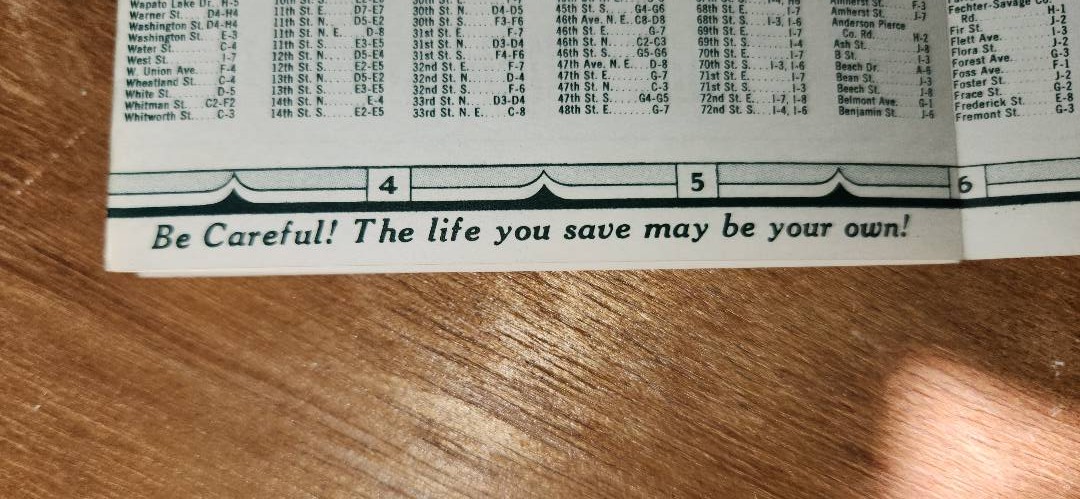 Wapato Lake Dr. H-5
Warner St. D4-H4
Washington St. D4-H4
Washington St. E-3
Water St. C-4
West St. I-7
W. Union Ave. F-4
Wheatland St. C-4
White St. D-5
Whitman St. C2-F2
Whitworth St. C-3
11th St. E. D7-E7
11th St. N. D5-E2
11th St. N. E. D-8
11th St. S. E3-E5
12th St. N. D5-E4
12th St. S. E2-E5
13th St. N. D5-E2
13th St. S. E3-E5
14th St. N. E-4
14th St. S. E2-E5
30th St. N. D4-D5
30th St. S. F3-F6
31st St. E. F-7
31st St. N. D3-D4
31st St. S. F4-F6
32nd St. E. F-7
32nd St. N. D-4
32nd St. S. F-6
33rd St. N. D3-D4
33rd St. N. E. C-8
45th St. S. G4-G5
46th Ave. N. E. C8-D8
46th St. E. G-7
46th St. N. C2-C3
46th St. S. G5-G6
47th Ave. N. E. D-8
47th St. E. G-7
47th St. N. C-3
47th St. S. G4-G5
48th St. E. G-7
68th St. E. I-7
68th St. S. I-3, I-6
69th St. E. I-7
69th St. S. I-4
70th St. E. I-7
70th St. S. I-3, I-6
71st St. E. I-7
71st St. S. I-3
72nd St. E. I-7, I-8
72nd St. S. I-4, I-6
Amherst St. F-3
Amherst St. J-7
Anderson Pierce
Co. Rd. H-2
Ash St. J-8
B St. I-3
Beach Dr. A-6
Bean St. J-3
Beech St. J-8
Belmont Ave. G-1
Benjamin St. J-6
Fechter-Savage Co.
Rd. H-1
Fir St. J-2
Flett Ave. I-3
Flora St. J-2
Forest Ave. G-3
Foss Ave. F-1
Foster St. J-2
Frace St. G-2
Frederick St. E-8
Fremont St. G-3
4 5 6
Be Careful! The life you save may be your own!